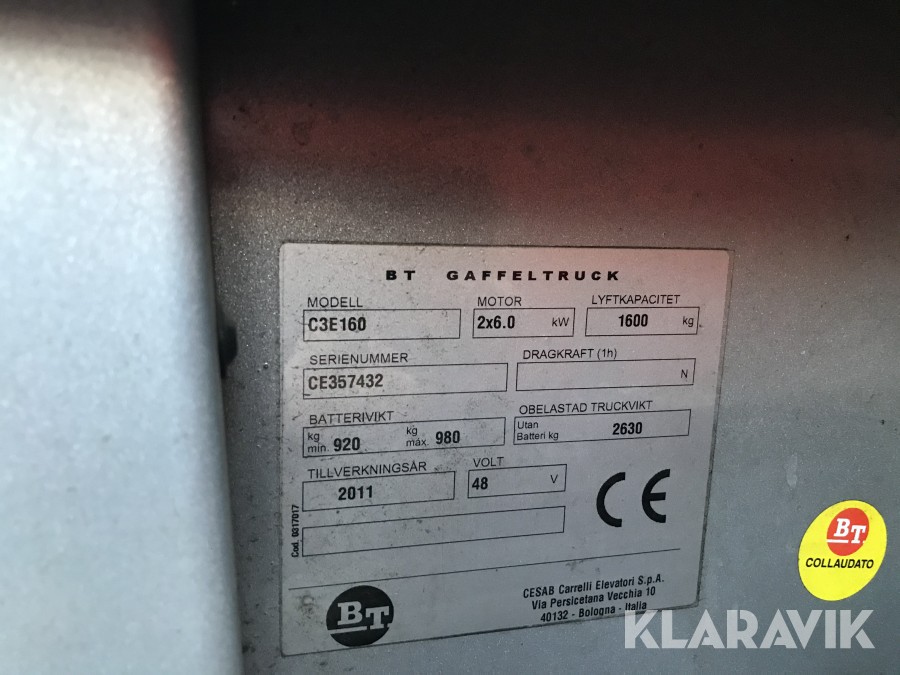 BT GAFFELTRUCK
MODELL MOTOR LYFTKAPACITET
C3E160 2x6.0 kW 1600 kg
SERIENUMMER DRAGKRAFT (1h)
CE357432 N
BATTERIVIKT OBELASTAD TRUCKVIKT
kg min. 920 kg max. 980 Utan Batteri kg 2630
TILLVERKNINGSÅR VOLT
2011 48 V
CE
Cod. 0317017
BT
CESAB Carrelli Elevatori S.p.A.
Via Persicetana Vecchia 10
40132 - Bologna - Italia
BT
COLLAUDATO
KLARAVIK